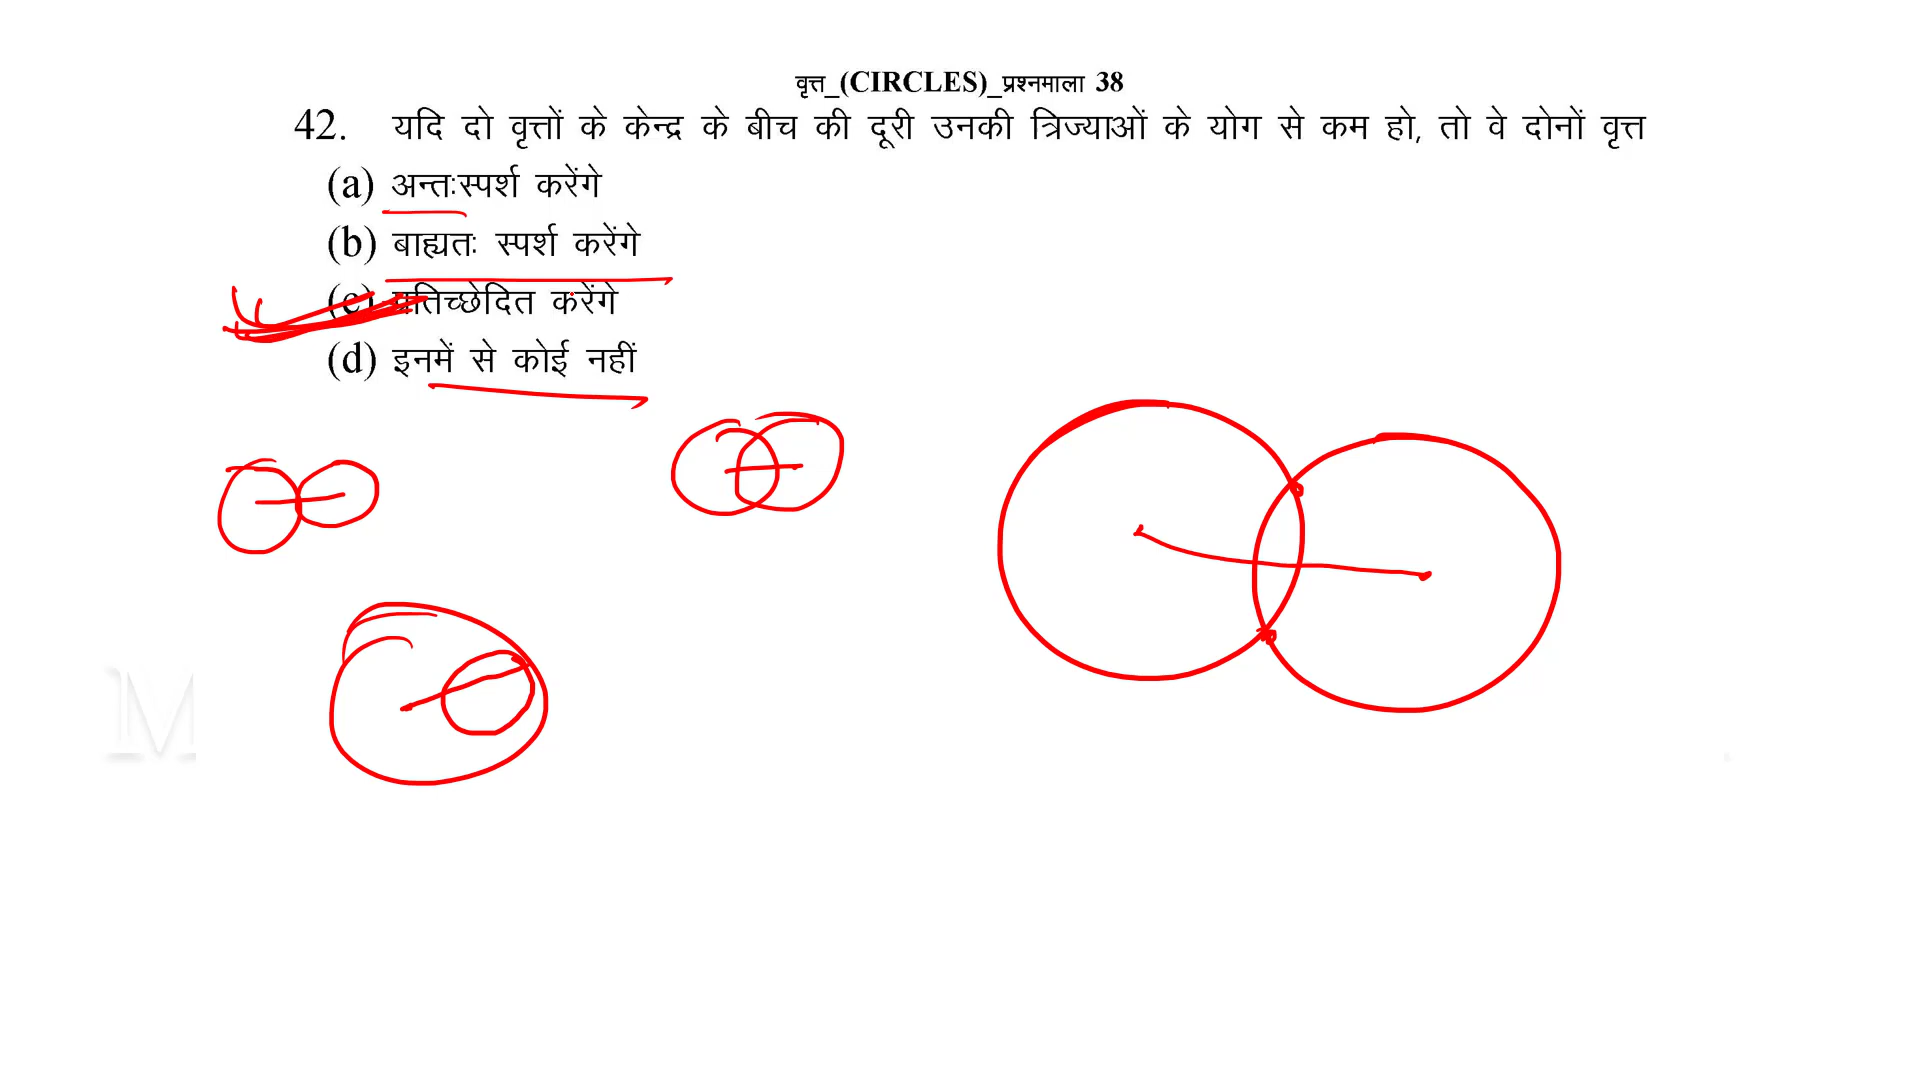 वृत्त_(CIRCLES)_प्रश्नमाला 38
42. यदि दो वृत्तों के केन्द्र के बीच की दूरी उनकी त्रिज्याओं के योग से कम हो, तो वे दोनों वृत्त
(a) अन्तःस्पर्श करेंगे
(b) बाह्यतः स्पर्श करेंगे
(c) प्रतिच्छेदित करेंगे
(d) इनमें से कोई नहीं
M